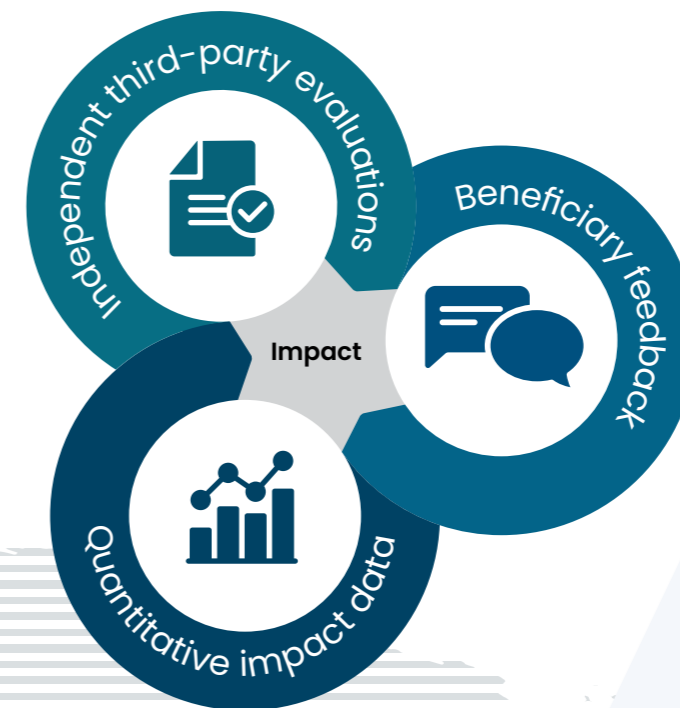 Independent third-party evaluations
Beneficiary feedback
Impact
Quantitative impact data